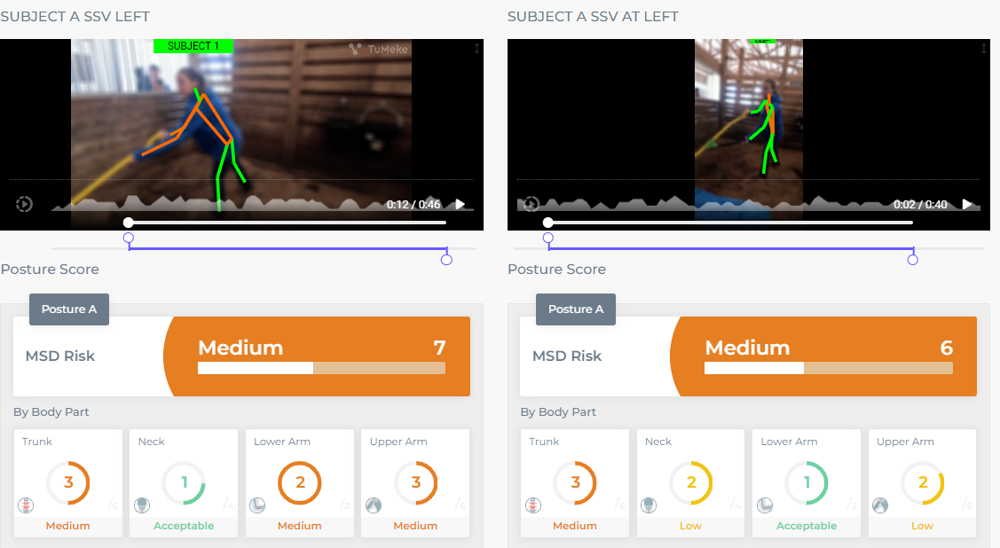 SUBJECT A SSV LEFT
SUBJECT 1
TuMeke
0:12 / 0:46
Posture Score
Posture A
MSD Risk
Medium
7
By Body Part
Trunk
3
/6
Medium
Neck
1
/4
Acceptable
Lower Arm
2
/2
Medium
Upper Arm
3
/6
Medium
SUBJECT A SSV AT LEFT
0:02 / 0:40
Posture Score
Posture A
MSD Risk
Medium
6
By Body Part
Trunk
3
/6
Medium
Neck
2
/4
Low
Lower Arm
1
/2
Acceptable
Upper Arm
2
/6
Low